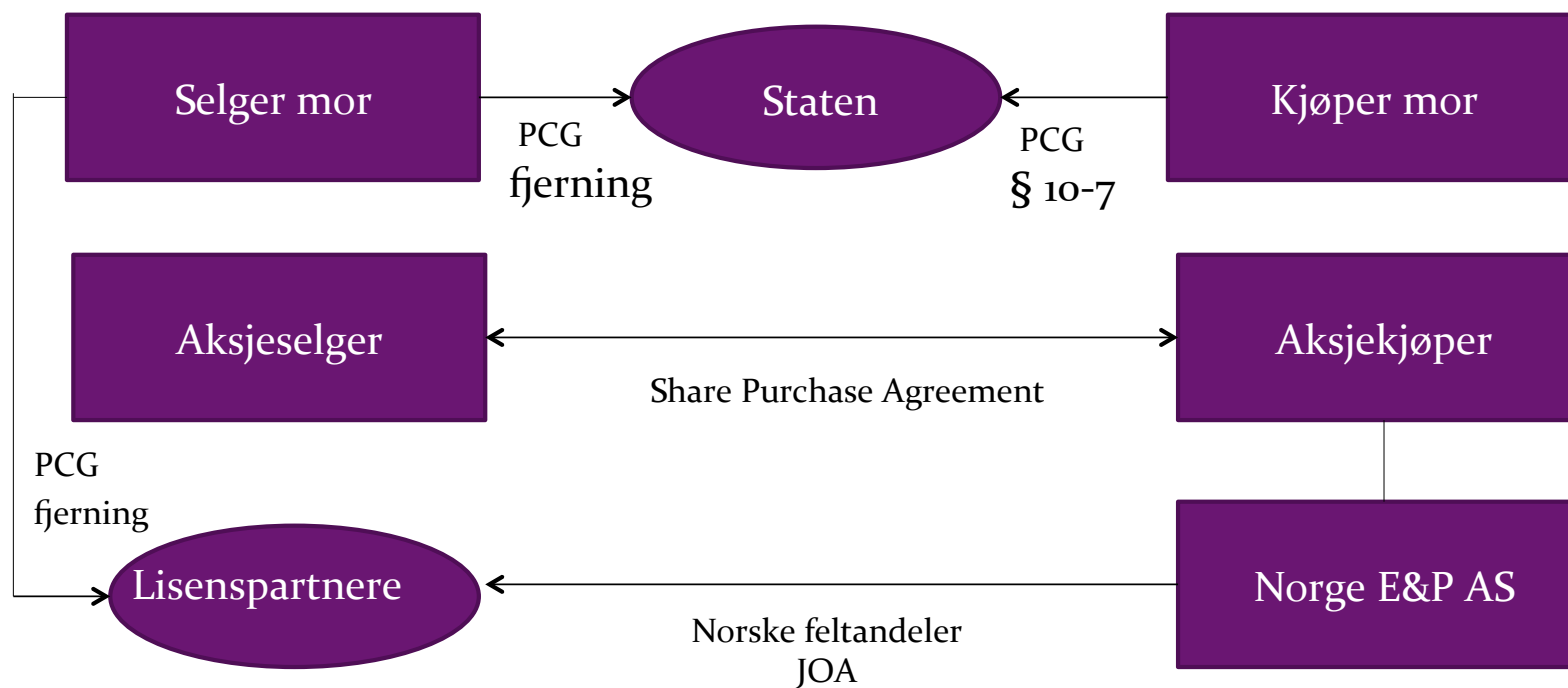 Selger mor
Staten
Kjøper mor
PCG
fjerning
PCG
§ 10-7
Aksjeselger
Aksjekjøper
Share Purchase Agreement
PCG
fjerning
Lisenspartnere
Norge E&P AS
Norske feltandeler
JOA